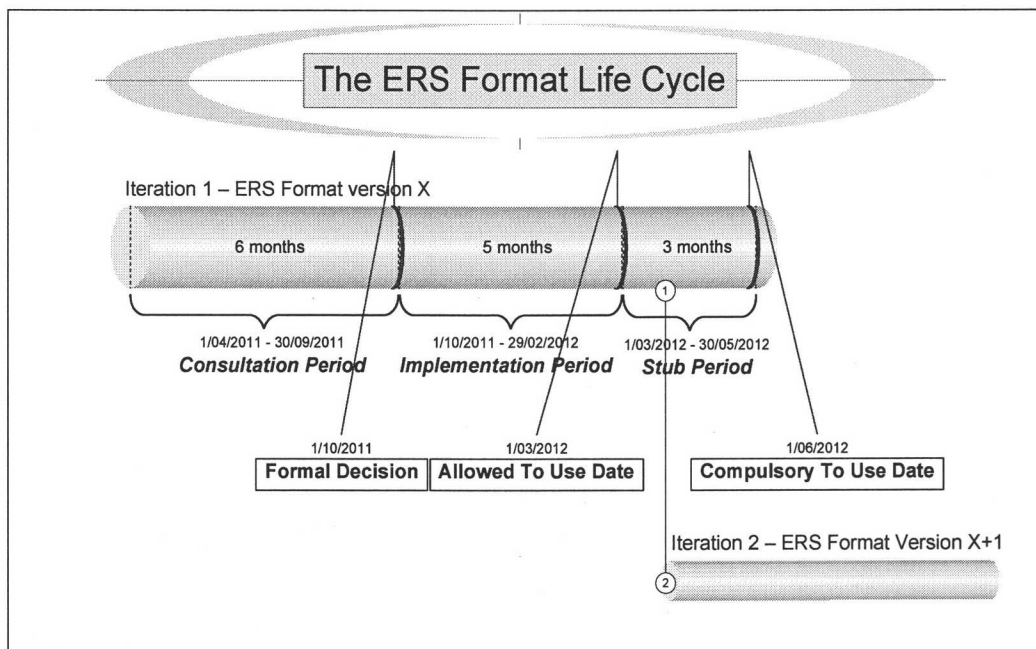 The ERS Format Life Cycle
Iteration 1 – ERS Format version X
6 months
5 months
3 months
1
1/04/2011 - 30/09/2011
Consultation Period
1/10/2011 - 29/02/2012
Implementation Period
1/03/2012 - 30/05/2012
Stub Period
1/10/2011
Formal Decision
1/03/2012
Allowed To Use Date
1/06/2012
Compulsory To Use Date
Iteration 2 – ERS Format Version X+1
2